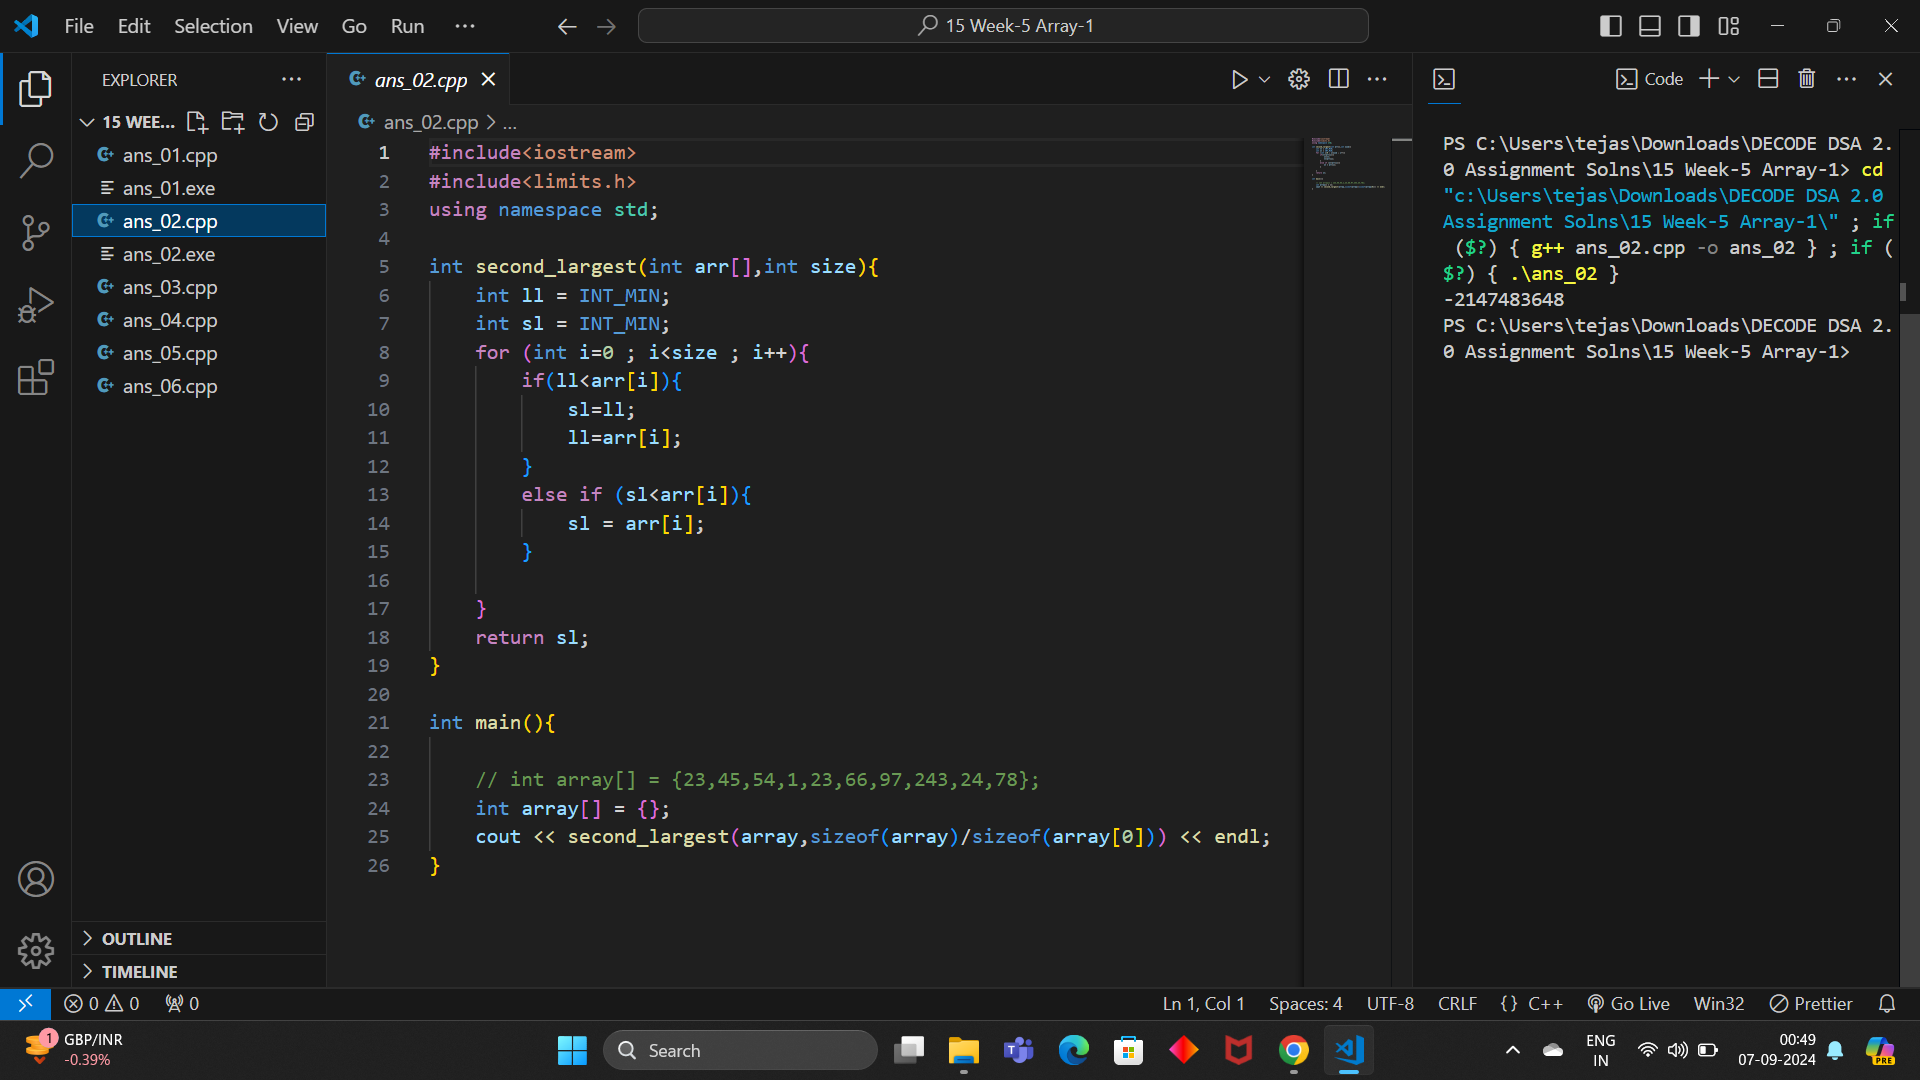 File Edit Selection View Go Run ...
15 Week-5 Array-1
EXPLORER
15 WEE...
ans_01.cpp
ans_01.exe
ans_02.cpp
ans_02.exe
ans_03.cpp
ans_04.cpp
ans_05.cpp
ans_06.cpp
OUTLINE
TIMELINE
ans_02.cpp
ans_02.cpp > ...
1 #include<iostream>
2 #include<limits.h>
3 using namespace std;
4
5 int second_largest(int arr[],int size){
6 int ll = INT_MIN;
7 int sl = INT_MIN;
8 for (int i=0 ; i<size ; i++){
9 if(ll<arr[i]){
10 sl=ll;
11 ll=arr[i];
12 }
13 else if (sl<arr[i]){
14 sl = arr[i];
15 }
16
17 }
18 return sl;
19 }
20
21 int main(){
22
23 // int array[] = {23,45,54,1,23,66,97,243,24,78};
24 int array[] = {};
25 cout << second_largest(array,sizeof(array)/sizeof(array[0])) << endl;
26 }
Code
PS C:\Users\tejas\Downloads\DECODE DSA 2.
0 Assignment Solns\15 Week-5 Array-1> cd
"c:\Users\tejas\Downloads\DECODE DSA 2.0
Assignment Solns\15 Week-5 Array-1\" ; if
($?) { g++ ans_02.cpp -o ans_02 } ; if (
$?) { .\ans_02 }
-2147483648
PS C:\Users\tejas\Downloads\DECODE DSA 2.
0 Assignment Solns\15 Week-5 Array-1>
0 0 0
Ln 1, Col 1 Spaces: 4 UTF-8 CRLF {} C++ Go Live Win32 Prettier
1
GBP/INR
-0.39%
Search
ENG
IN
00:49
07-09-2024
PRE